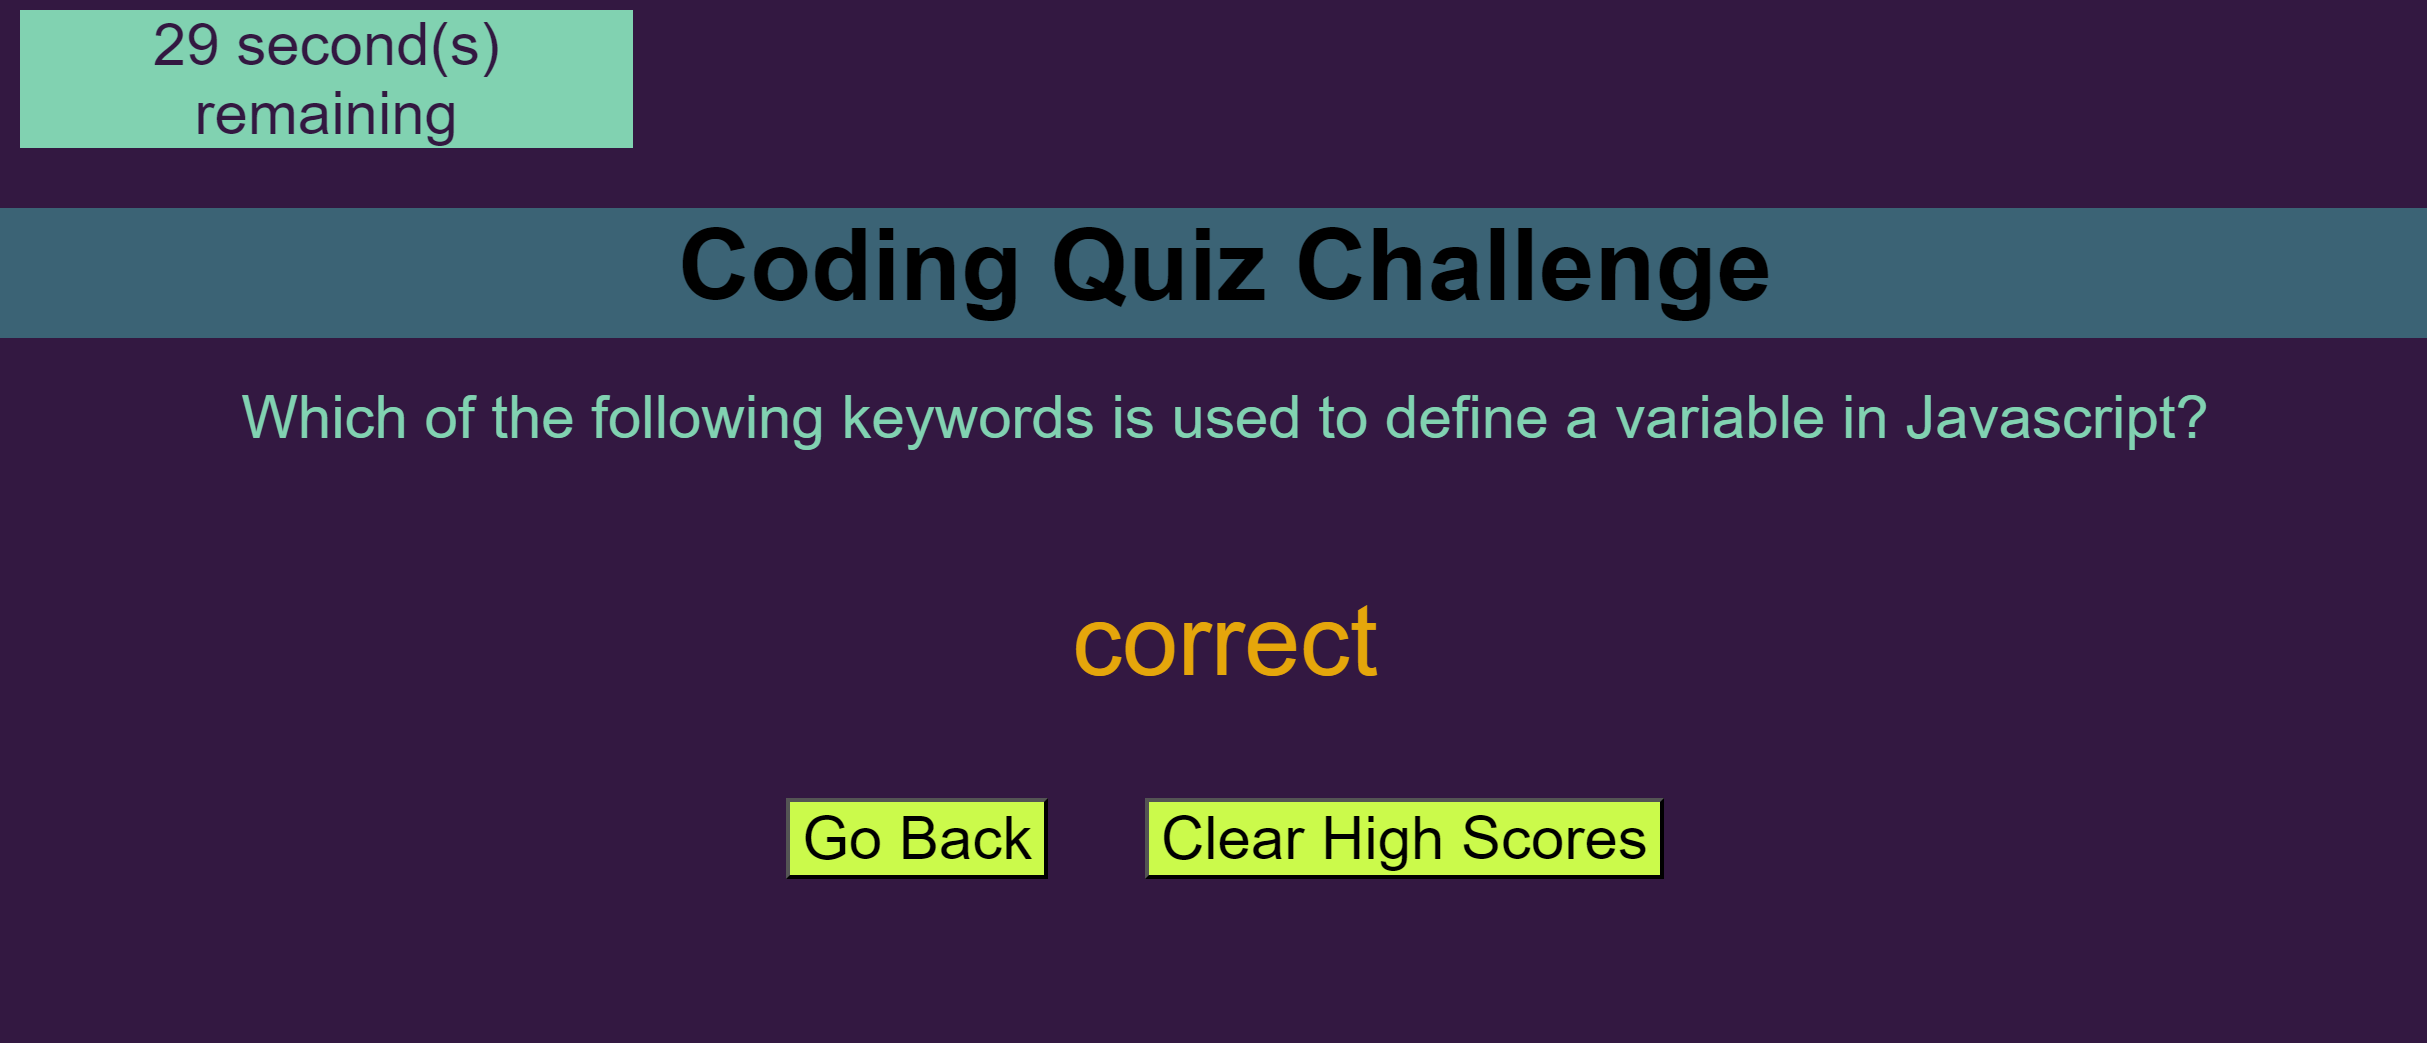 29 second(s)
remaining
Coding Quiz Challenge
Which of the following keywords is used to define a variable in Javascript?
correct
Go Back
Clear High Scores